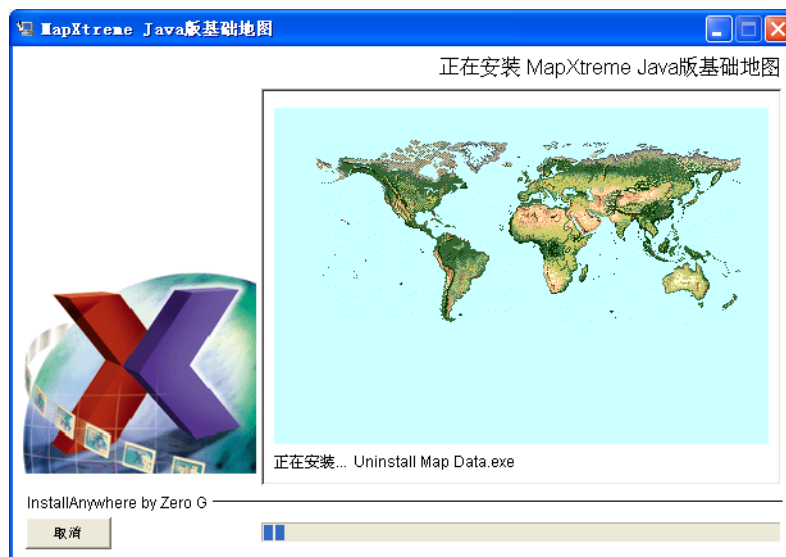 MapXtreme Java版基础地图
正在安装 MapXtreme Java版基础地图
正在安装... Uninstall Map Data.exe
InstallAnywhere by Zero G
取消